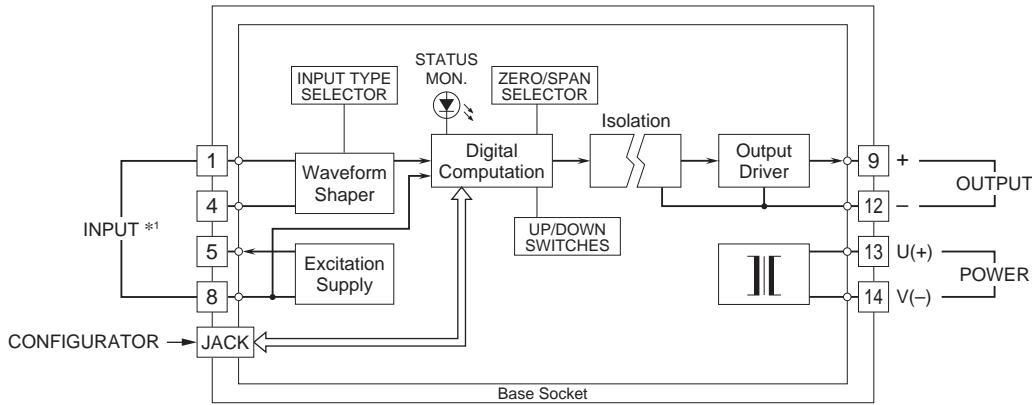 STATUS
MON.
INPUT TYPE
SELECTOR
ZERO/SPAN
SELECTOR
Isolation
1
Waveform
Shaper
Digital
Computation
Output
Driver
9
+
OUTPUT
4
12
–
INPUT *1
UP/DOWN
SWITCHES
5
Excitation
Supply
13
U(+)
POWER
8
14
V(–)
CONFIGURATOR
JACK
Base Socket